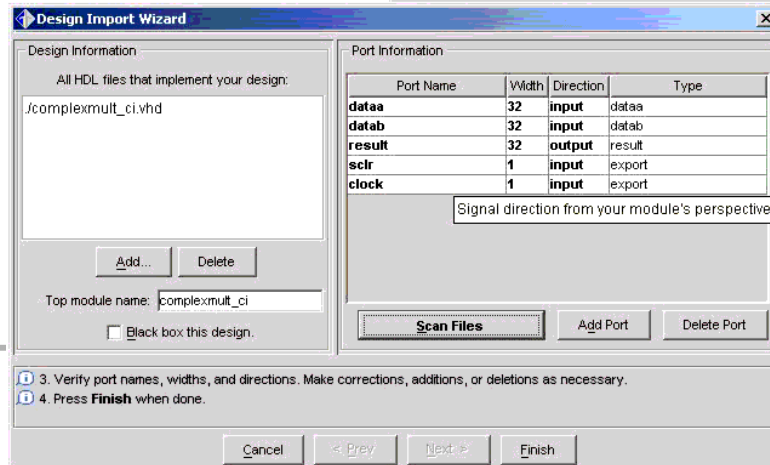 Design Import Wizard
Design Information
All HDL files that implement your design:
./complexmult_ci.vhd
Add...
Delete
Top module name: complexmult_ci
Black box this design.
Port Information
Port Name Width Direction Type
dataa 32 input dataa
datab 32 input datab
result 32 output result
sclr 1 input export
clock 1 input export
Signal direction from your module's perspective
Scan Files
Add Port
Delete Port
3. Verify port names, widths, and directions. Make corrections, additions, or deletions as necessary.
4. Press Finish when done.
Cancel
< Prev
Next >
Finish